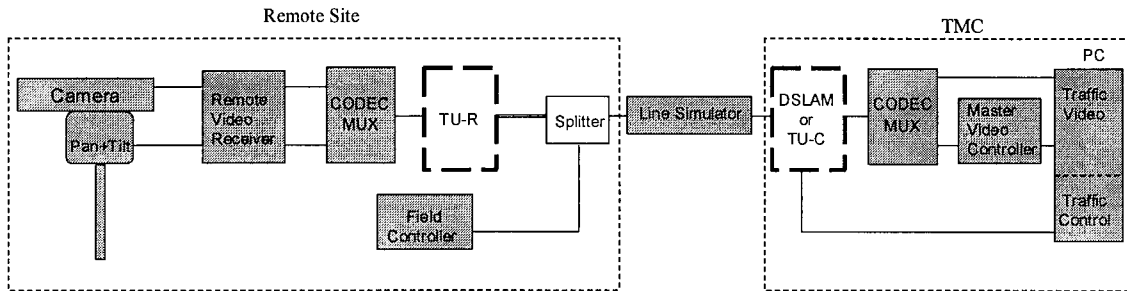 Remote Site
TMC
PC
Camera
Pan+Tilt
Remote
Video
Receiver
CODEC
MUX
TU-R
Splitter
Field
Controller
Line Simulator
DSLAM
or
TU-C
CODEC
MUX
Master
Video
Controller
Traffic
Video
Traffic
Control